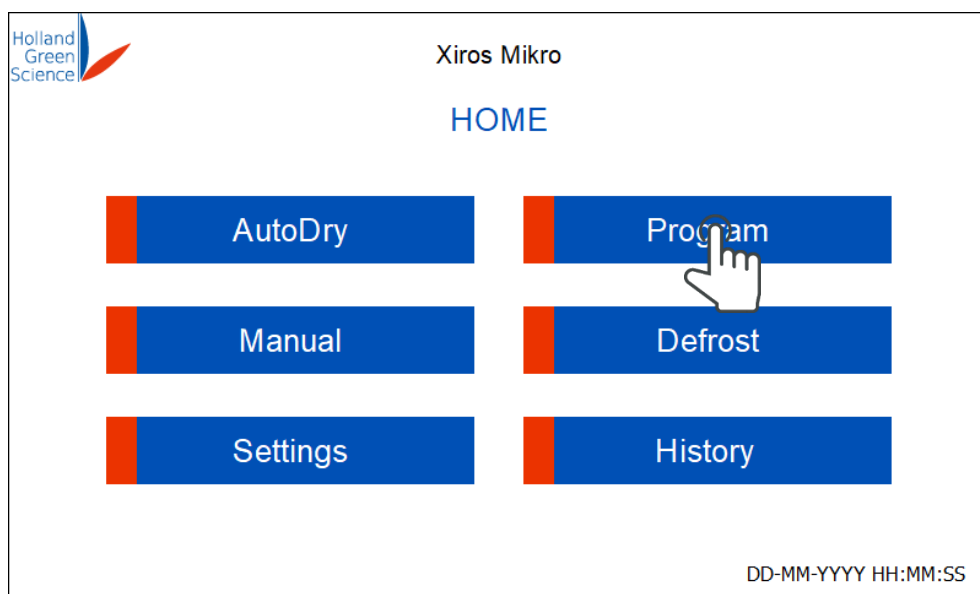 Holland
Green
Science
Xiros Mikro
HOME
AutoDry
Program
Manual
Defrost
Settings
History
DD-MM-YYYY HH:MM:SS